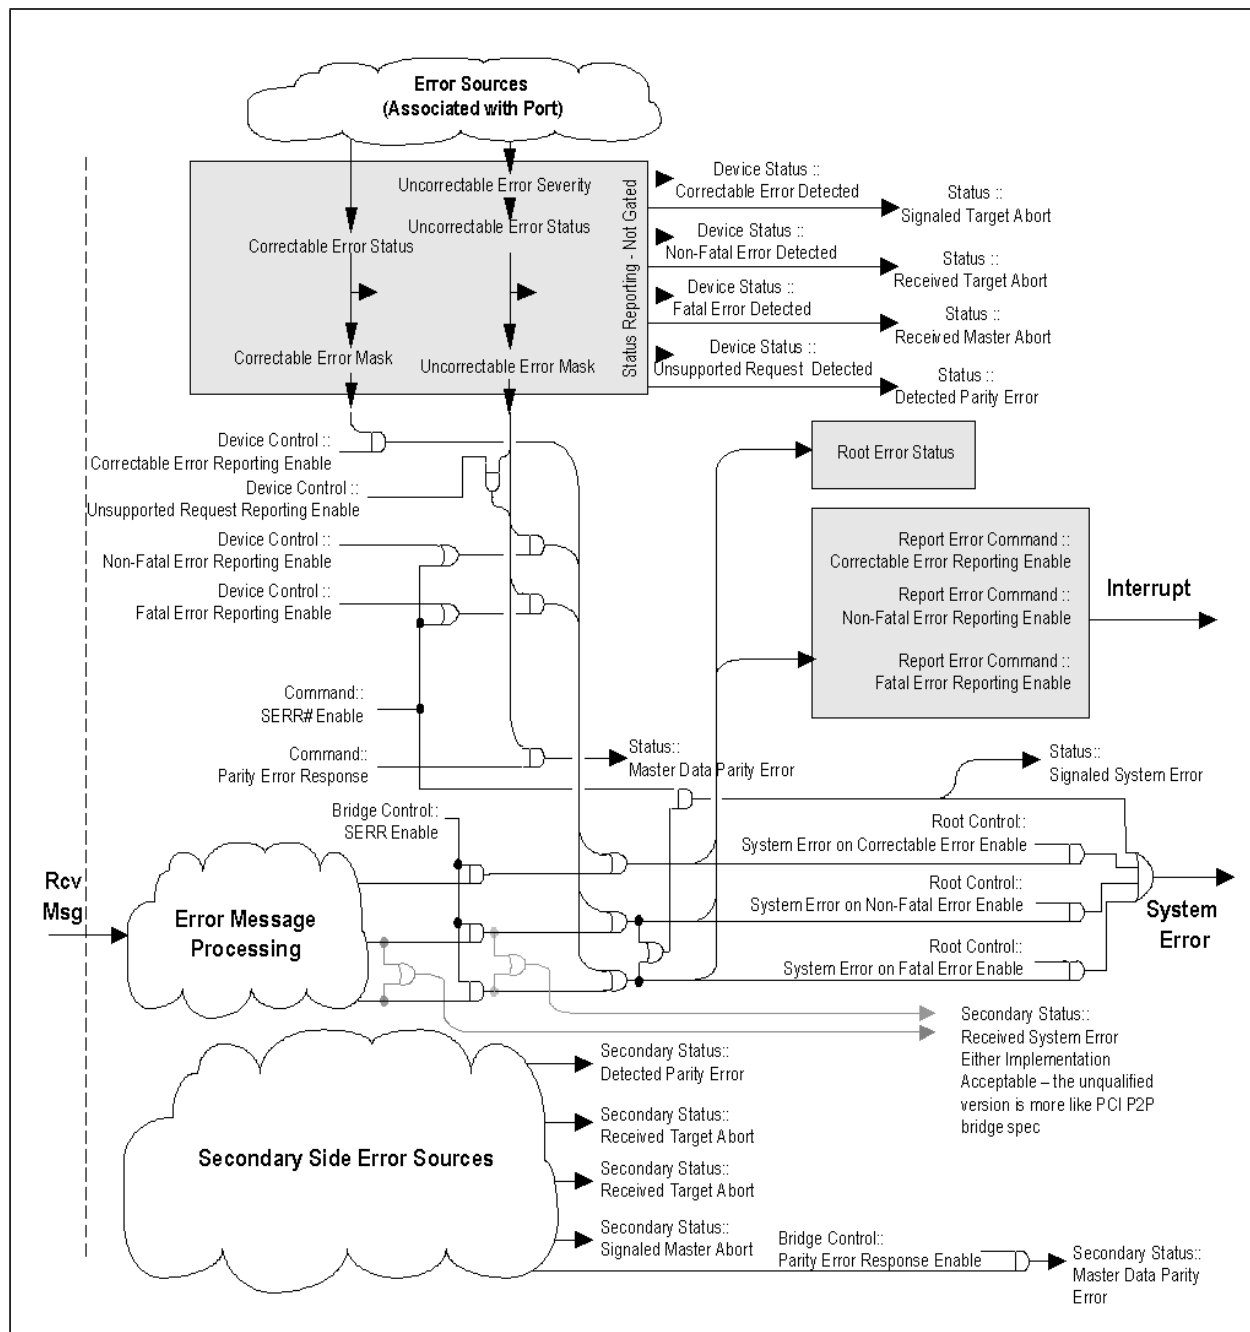 Error Sources
(Associated with Port)
Uncorrectable Error Severity
Uncorrectable Error Status
Correctable Error Status
Correctable Error Mask
Uncorrectable Error Mask
Status Reporting - Not Gated
Device Status ::
Correctable Error Detected
Status ::
Signaled Target Abort
Device Status ::
Non-Fatal Error Detected
Status ::
Received Target Abort
Device Status ::
Fatal Error Detected
Status ::
Received Master Abort
Device Status ::
Unsupported Request Detected
Status ::
Detected Parity Error
Device Control ::
Correctable Error Reporting Enable
Device Control ::
Unsupported Request Reporting Enable
Device Control ::
Non-Fatal Error Reporting Enable
Device Control ::
Fatal Error Reporting Enable
Root Error Status
Report Error Command ::
Correctable Error Reporting Enable
Report Error Command ::
Non-Fatal Error Reporting Enable
Report Error Command ::
Fatal Error Reporting Enable
Interrupt
Command::
SERR# Enable
Command::
Parity Error Response
Status::
Master Data Parity Error
Status::
Signaled System Error
Bridge Control::
SERR Enable
Root Control::
System Error on Correctable Error Enable
Root Control::
System Error on Non-Fatal Error Enable
Root Control::
System Error on Fatal Error Enable
System
Error
Rcv
Msg
Error Message
Processing
Secondary Status::
Received System Error
Either Implementation
Acceptable – the unqualified
version is more like PCI P2P
bridge spec
Secondary Side Error Sources
Secondary Status::
Detected Parity Error
Secondary Status::
Received Target Abort
Secondary Status::
Received Target Abort
Secondary Status::
Signaled Master Abort
Bridge Control::
Parity Error Response Enable
Secondary Status::
Master Data Parity
Error